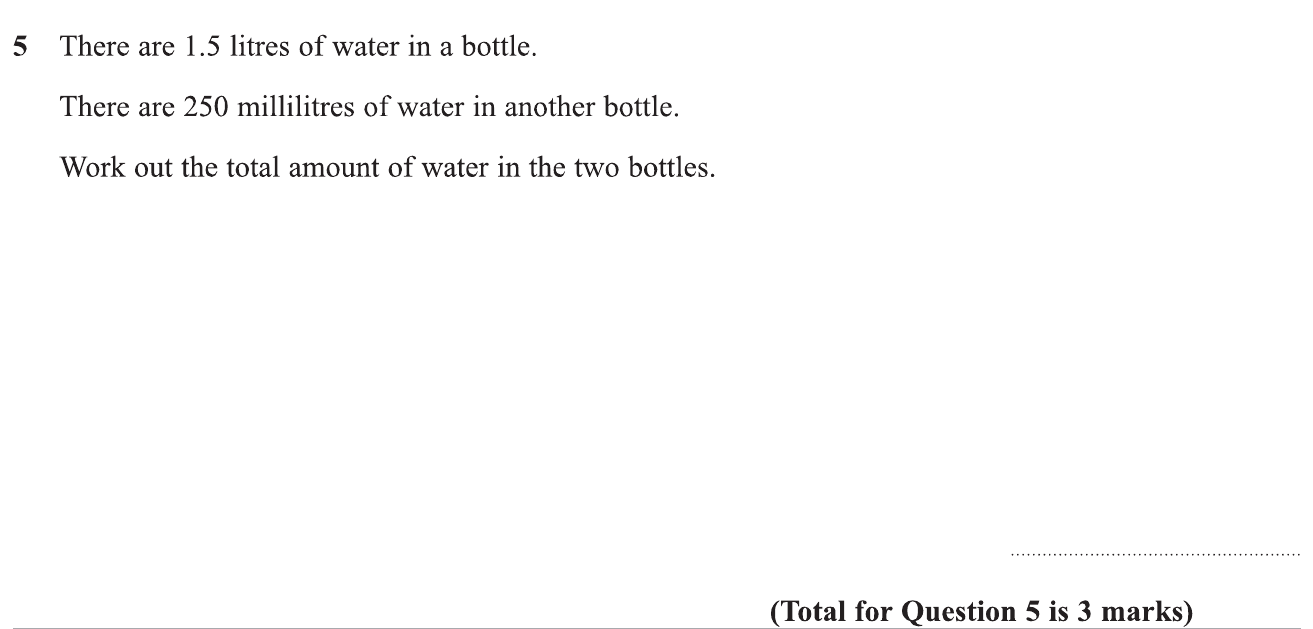 5 There are 1.5 litres of water in a bottle.
There are 250 millilitres of water in another bottle.
Work out the total amount of water in the two bottles.
......................................................
(Total for Question 5 is 3 marks)